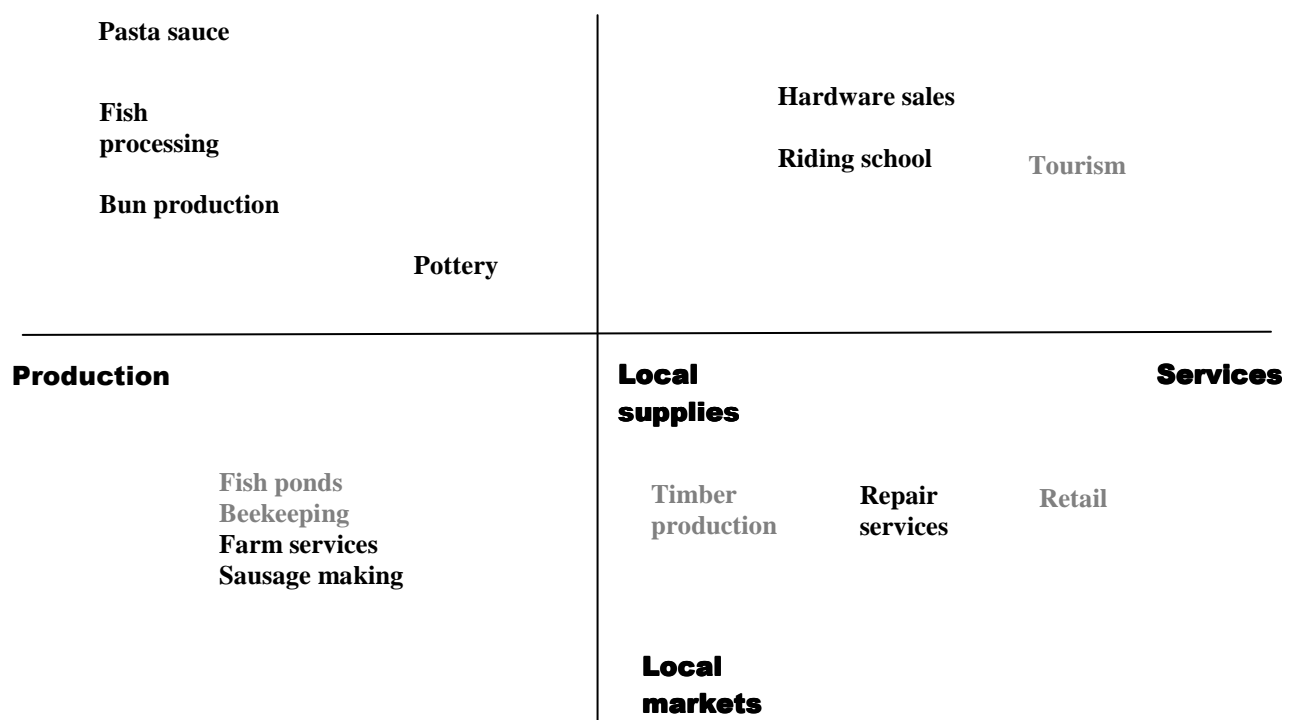 Pasta sauce
Hardware sales
Fish
processing
Riding school
Tourism
Bun production
Pottery
Production
Local
supplies
Services
Fish ponds
Beekeeping
Farm services
Sausage making
Timber
production
Repair
services
Retail
Local
markets